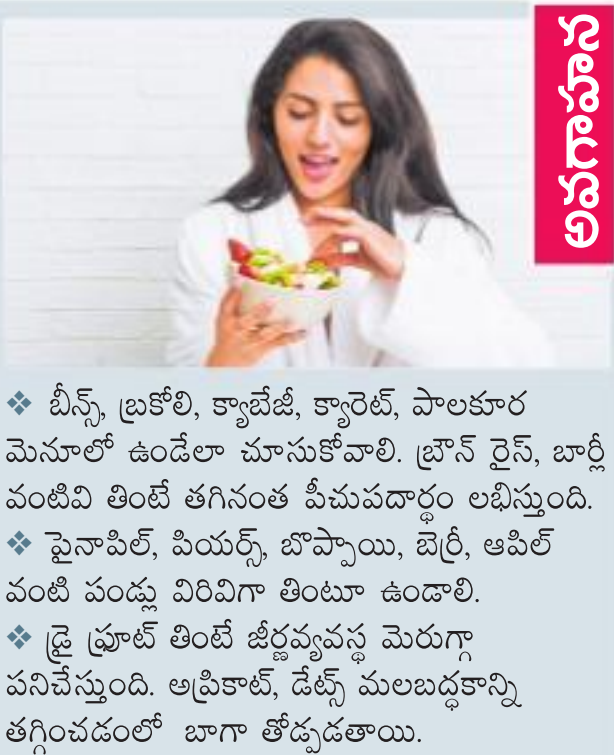 అవగాహన
❖ బీన్స్, బ్రకోలి, క్యాబేజీ, క్యారెట్, పాలకూర
మెనూలో ఉండేలా చూసుకోవాలి. బ్రౌన్ రైస్, బార్లీ
వంటివి తింటే తగినంత పీచుపదార్థం లభిస్తుంది.
❖ పైనాపిల్, పియర్స్, బొప్పాయి, బెర్రీ, ఆపిల్
వంటి పండ్లు విరివిగా తింటూ ఉండాలి.
❖ డ్రై ఫ్రూట్ తింటే జీర్ణవ్యవస్థ మెరుగ్గా
పనిచేస్తుంది. అప్రికాట్, డేట్స్ మలబద్ధకాన్ని
తగ్గించడంలో బాగా తోడ్పడతాయి.